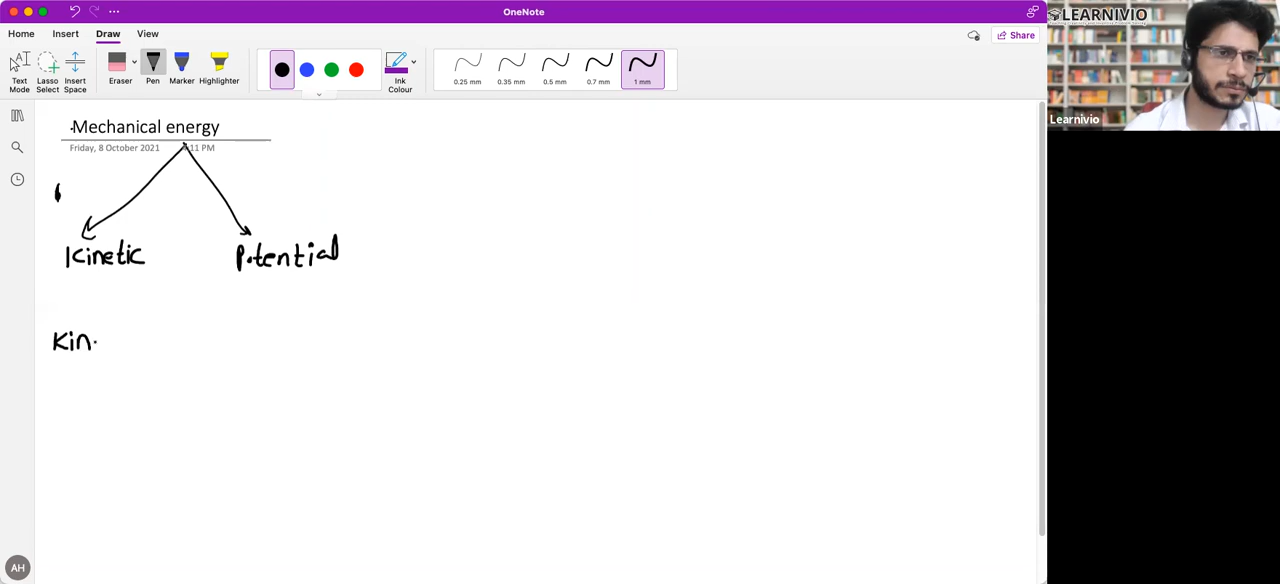 OneNote
Home Insert Draw View
Share
Text Mode
Lasso Select
Insert Space
Eraser
Pen
Marker
Highlighter
Ink Colour
0.25 mm
0.35 mm
0.5 mm
0.7 mm
1 mm
LEARNIVIO
Learnivio
Mechanical energy
Friday, 8 October 2021 :11 PM
Kinetic Potential
Kin
AH